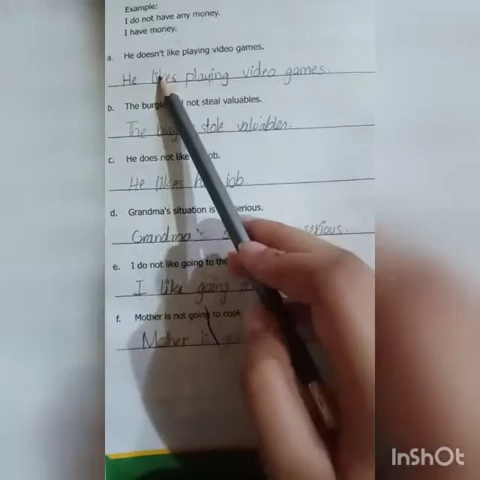 Example:
I do not have any money.
I have money.
a. He doesn't like playing video games.
He likes playing video games.
b. The not steal valuables.
The stole valuables.
c. He does not like job.
He likes job
d. Grandma's situation is serious.
Grandma's serious.
e. I do not like going to the
I like going
f. Mother is not going to cook
Mother is
InShOt